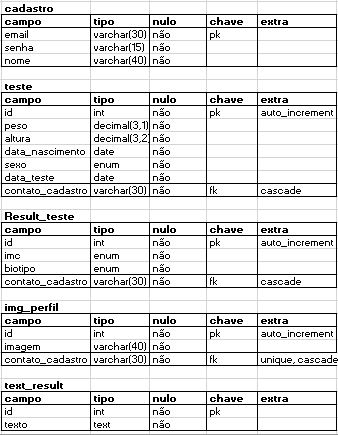 cadastro
campo tipo nulo chave extra
email varchar(30) não pk
senha varchar(15) não
nome varchar(40) não
teste
campo tipo nulo chave extra
id int não pk auto_increment
peso decimal(3,1) não
altura decimal(3,2) não
data_nascimento date não
sexo enum não
data_teste date não
contato_cadastro varchar(30) não fk cascade
Result_teste
campo tipo nulo chave extra
id int não pk auto_increment
imc enum não
biotipo enum não
contato_cadastro varchar(30) não fk cascade
img_perfil
campo tipo nulo chave extra
id int não pk auto_increment
imagem varchar(40) não
contato_cadastro varchar(30) não fk unique, cascade
text_result
campo tipo nulo chave extra
id int não pk
texto text não